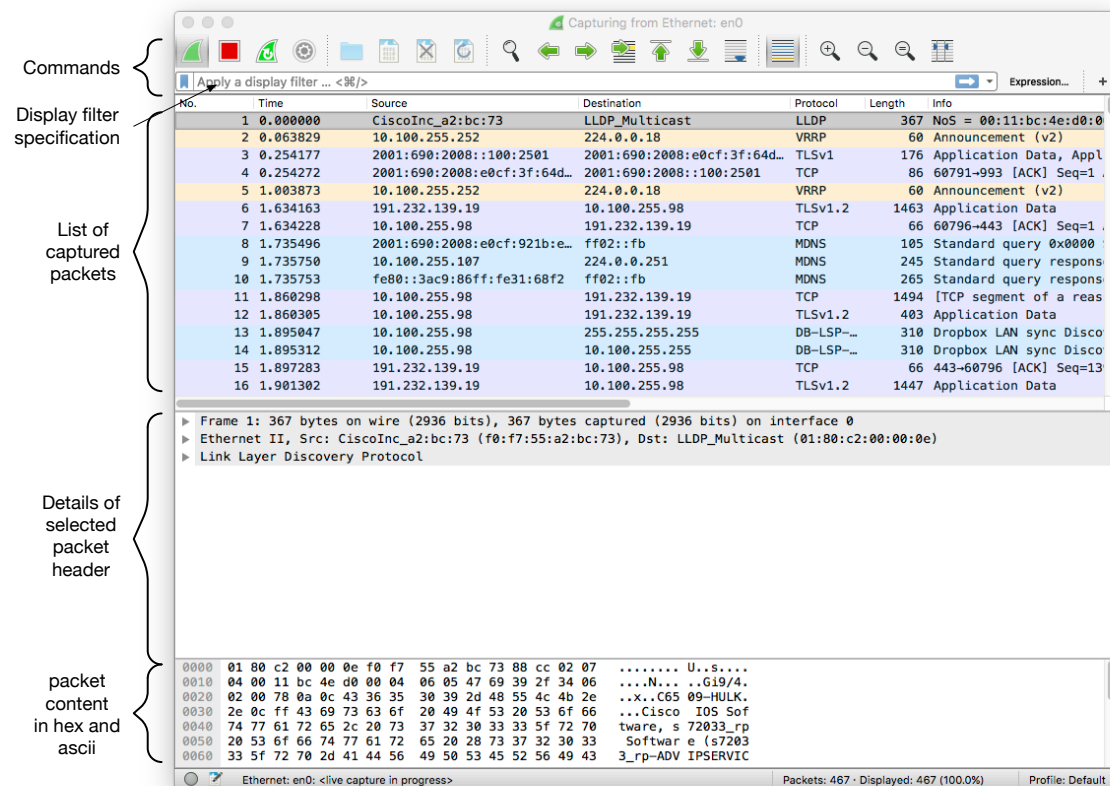 Capturing from Ethernet: en0
Commands
Apply a display filter ... <⌘/>
Expression...
+
Display filter
specification
No. Time Source Destination Protocol Length Info
1 0.000000 CiscoInc_a2:bc:73 LLDP_Multicast LLDP 367 NoS = 00:11:bc:4e:d0:0
2 0.063829 10.100.255.252 224.0.0.18 VRRP 60 Announcement (v2)
3 0.254177 2001:690:2008::100:2501 2001:690:2008:e0cf:3f:64d… TLSv1 176 Application Data, Appl
4 0.254272 2001:690:2008:e0cf:3f:64d… 2001:690:2008::100:2501 TCP 86 60791→993 [ACK] Seq=1
5 1.003873 10.100.255.252 224.0.0.18 VRRP 60 Announcement (v2)
6 1.634163 191.232.139.19 10.100.255.98 TLSv1.2 1463 Application Data
7 1.634228 10.100.255.98 191.232.139.19 TCP 66 60796→443 [ACK] Seq=1
8 1.735496 2001:690:2008:e0cf:921b:e… ff02::fb MDNS 105 Standard query 0x0000
9 1.735750 10.100.255.107 224.0.0.251 MDNS 245 Standard query respons
10 1.735753 fe80::3ac9:86ff:fe31:68f2 ff02::fb MDNS 265 Standard query respons
11 1.860298 10.100.255.98 191.232.139.19 TCP 1494 [TCP segment of a reas
12 1.860305 10.100.255.98 191.232.139.19 TLSv1.2 403 Application Data
13 1.895047 10.100.255.98 255.255.255.255 DB-LSP-… 310 Dropbox LAN sync Disco
14 1.895312 10.100.255.98 10.100.255.255 DB-LSP-… 310 Dropbox LAN sync Disco
15 1.897283 191.232.139.19 10.100.255.98 TCP 66 443→60796 [ACK] Seq=139
16 1.901302 191.232.139.19 10.100.255.98 TLSv1.2 1447 Application Data
List of
captured
packets
Frame 1: 367 bytes on wire (2936 bits), 367 bytes captured (2936 bits) on interface 0
Ethernet II, Src: CiscoInc_a2:bc:73 (f0:f7:55:a2:bc:73), Dst: LLDP_Multicast (01:80:c2:00:00:0e)
Link Layer Discovery Protocol
Details of
selected
packet
header
0000 01 80 c2 00 00 0e f0 f7 55 a2 bc 73 88 cc 02 07 ........ U..s....
0010 04 00 11 bc 4e d0 00 04 06 05 47 69 39 2f 34 06 ....N... ..Gi9/4.
0020 02 00 78 0a 0c 43 36 35 30 39 2d 48 55 4c 4b 2e ..x..C65 09-HULK.
0030 2e 0c ff 43 69 73 63 6f 20 49 4f 53 20 53 6f 66 ...Cisco IOS Sof
0040 74 77 61 72 65 2c 20 73 37 32 30 33 33 5f 72 70 tware, s 72033_rp
0050 20 53 6f 66 74 77 61 72 65 20 28 73 37 32 30 33 Softwar e (s7203
0060 33 5f 72 70 2d 41 44 56 49 50 53 45 52 56 49 43 3_rp-ADV IPSERVIC
packet
content
in hex and
ascii
Ethernet: en0: <live capture in progress>
Packets: 467 · Displayed: 467 (100.0%)
Profile: Default